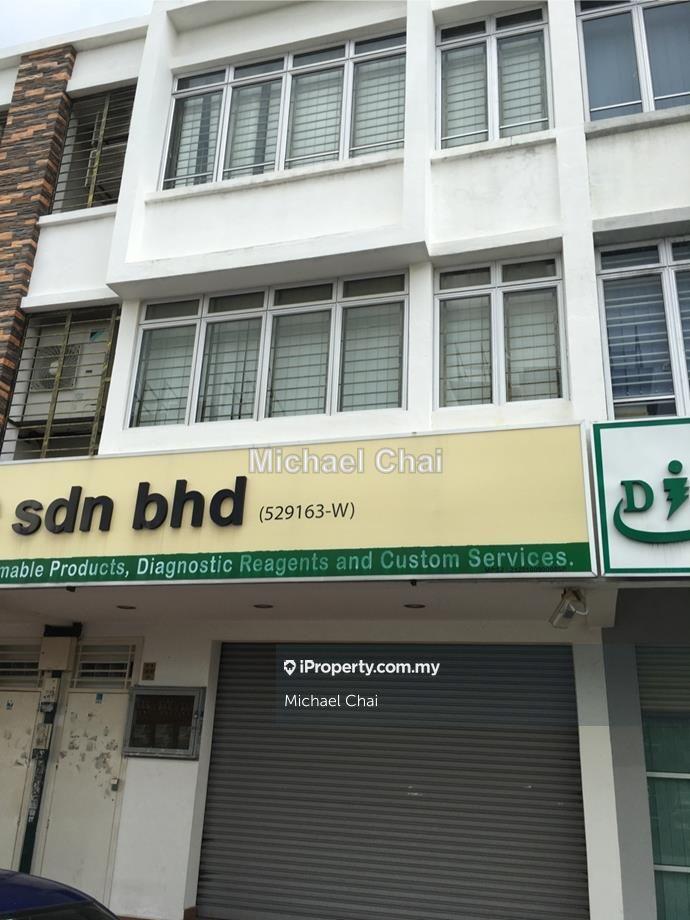 Michael Chai
sdn bhd (529163-W)
mable Products, Diagnostic Reagents and Custom Services.
D
iProperty.com.my
Michael Chai